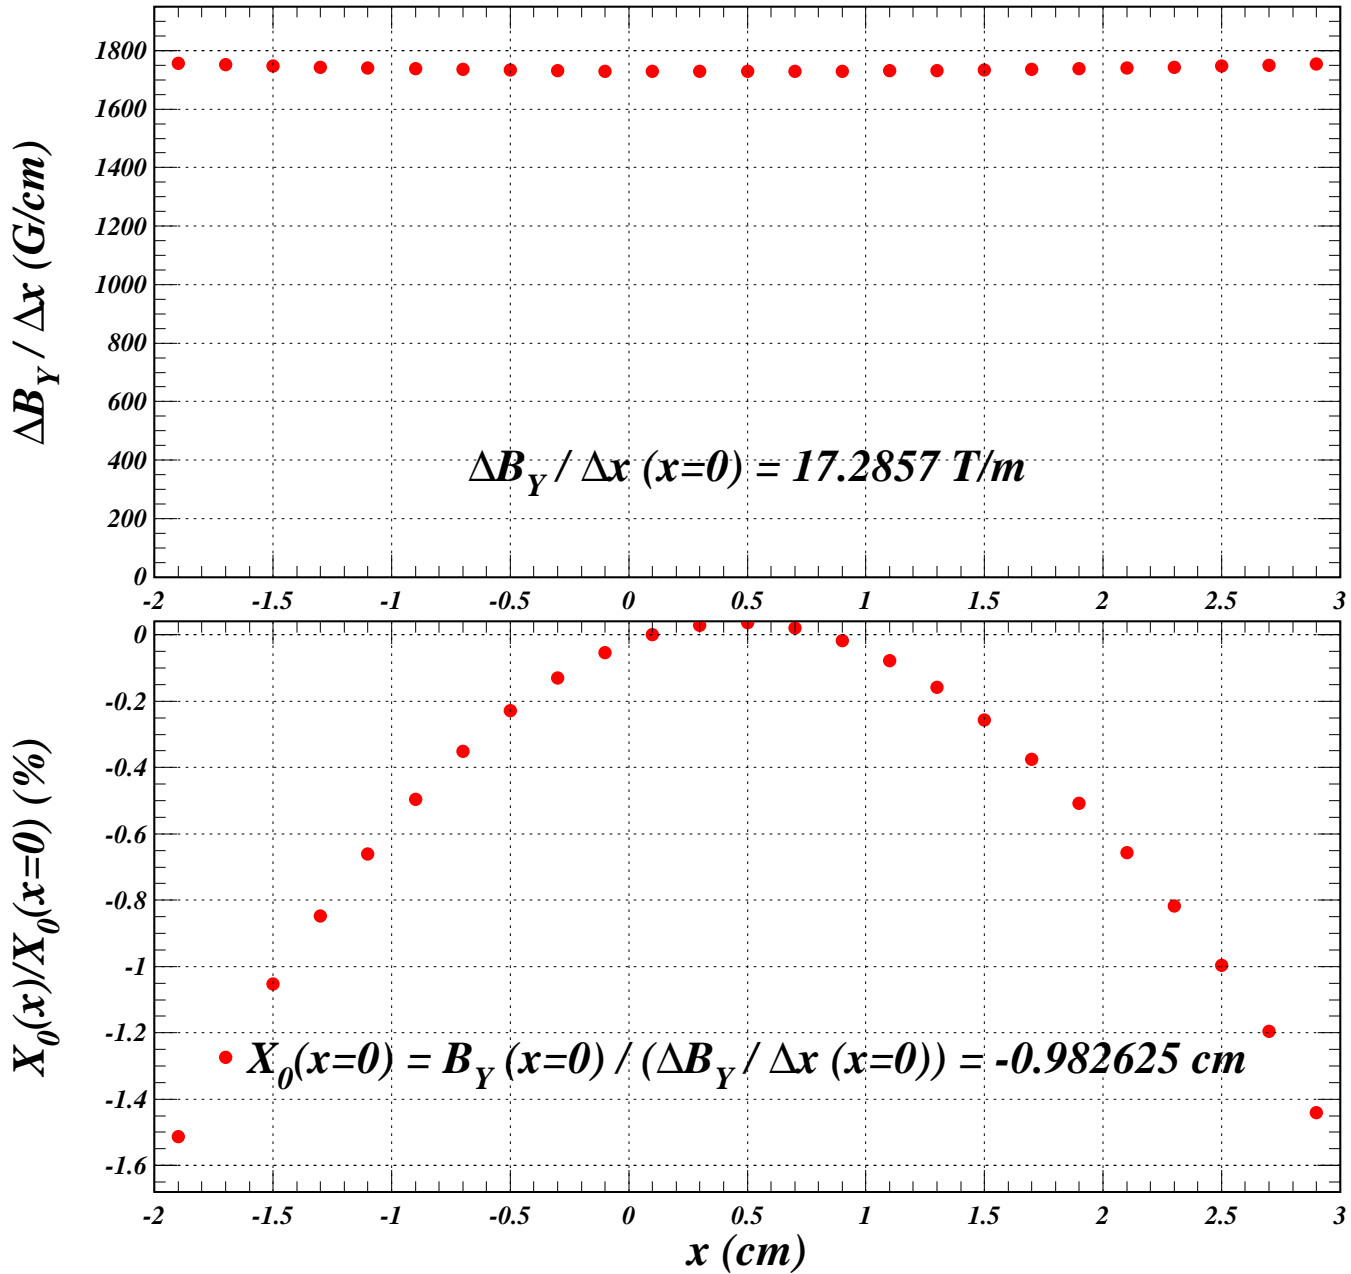 ΔB_Y / Δx (G/cm)
1800
1600
1400
1200
1000
800
600
400
200
0
ΔB_Y / Δx (x=0) = 17.2857 T/m
-2 -1.5 -1 -0.5 0 0.5 1 1.5 2 2.5 3
X_0(x)/X_0(x=0) (%)
0
-0.2
-0.4
-0.6
-0.8
-1
-1.2
-1.4
-1.6
X_0(x=0) = B_Y (x=0) / (ΔB_Y / Δx (x=0)) = -0.982625 cm
-2 -1.5 -1 -0.5 0 0.5 1 1.5 2 2.5 3
x (cm)